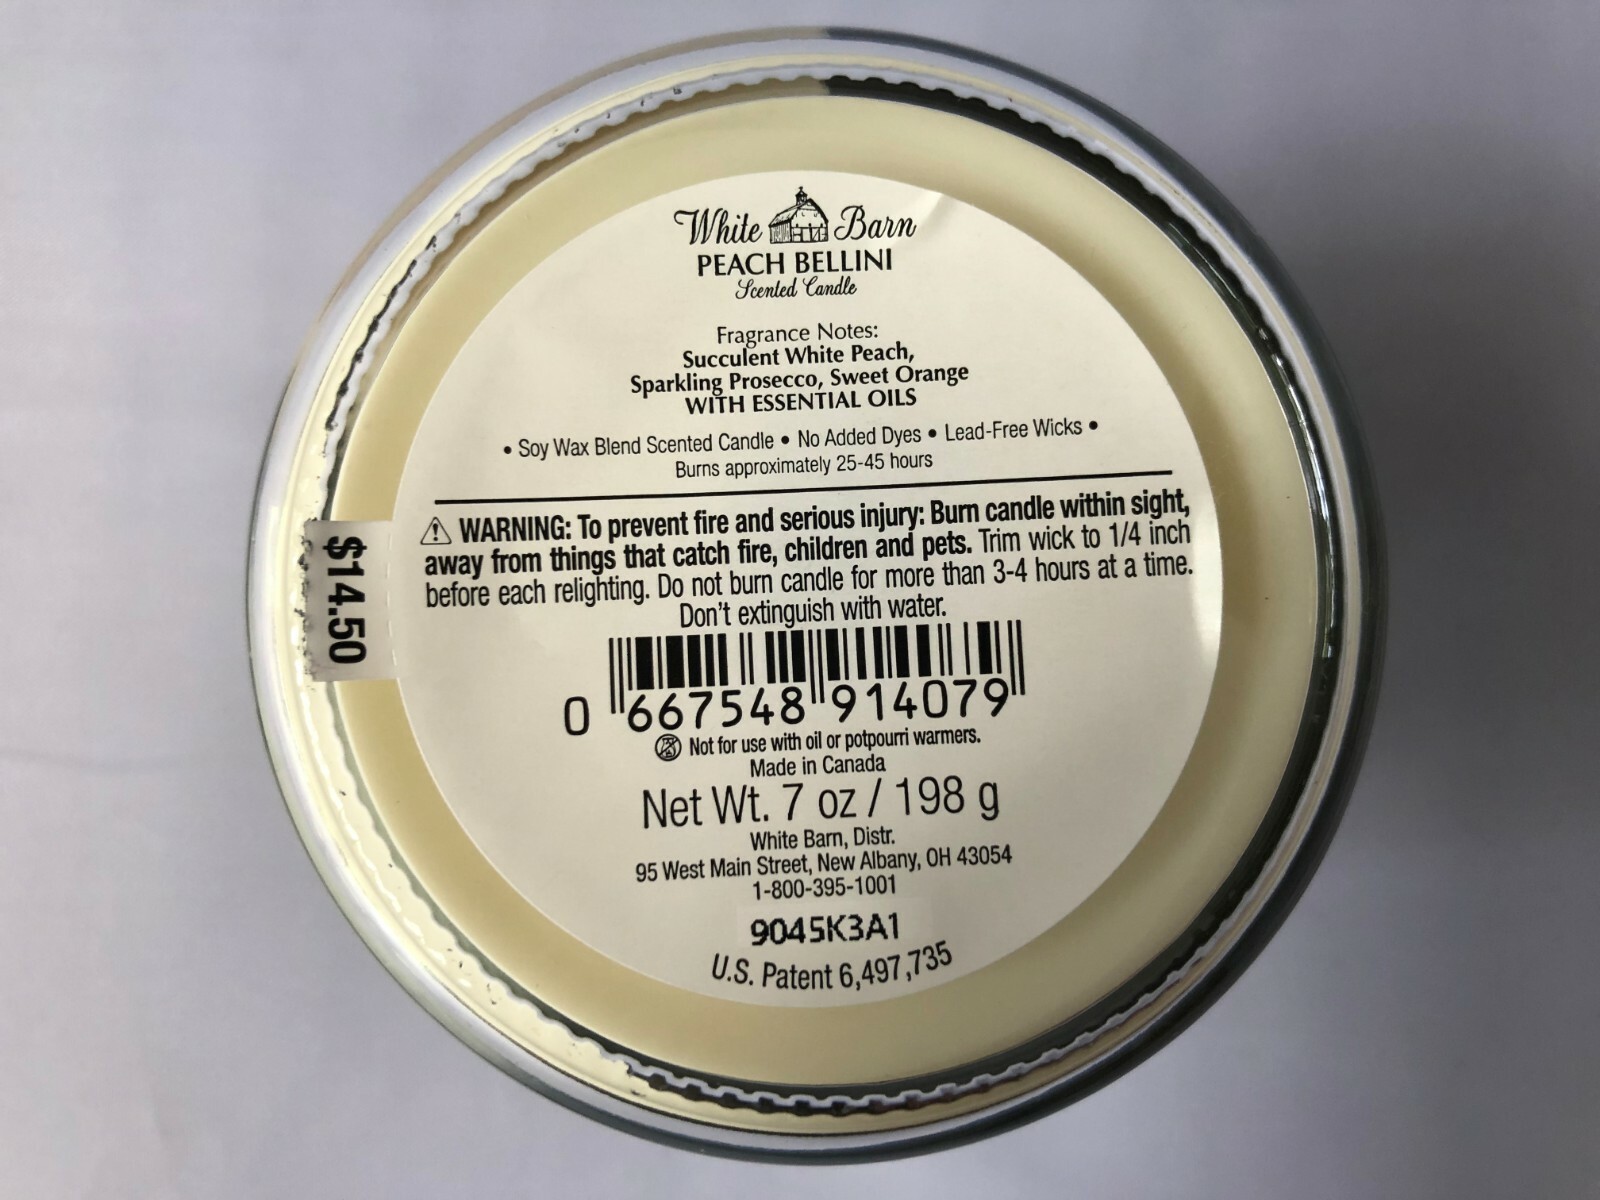 White Barn
PEACH BELLINI
Scented Candle
Fragrance Notes:
Succulent White Peach,
Sparkling Prosecco, Sweet Orange
WITH ESSENTIAL OILS
• Soy Wax Blend Scented Candle • No Added Dyes • Lead-Free Wicks •
Burns approximately 25-45 hours
⚠ WARNING: To prevent fire and serious injury: Burn candle within sight,
away from things that catch fire, children and pets. Trim wick to 1/4 inch
before each relighting. Do not burn candle for more than 3-4 hours at a time.
Don't extinguish with water.
$14.50
0 667548 914079
Not for use with oil or potpourri warmers.
Made in Canada
Net Wt. 7 oz / 198 g
White Barn, Distr.
95 West Main Street, New Albany, OH 43054
1-800-395-1001
9045K3A1
U.S. Patent 6,497,735